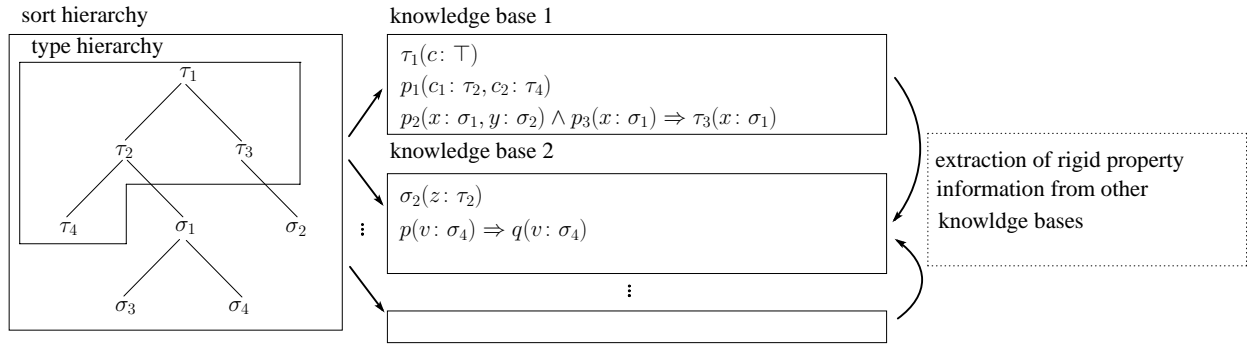 sort hierarchy
type hierarchy
τ₁
τ₂ τ₃
τ₄ σ₁ σ₂
σ₃ σ₄
knowledge base 1
τ₁(c: ⊤)
p₁(c₁: τ₂, c₂: τ₄)
p₂(x: σ₁, y: σ₂) ∧ p₃(x: σ₁) ⇒ τ₃(x: σ₁)
knowledge base 2
σ₂(z: τ₂)
p(v: σ₄) ⇒ q(v: σ₄)
extraction of rigid property
information from other
knowldge bases